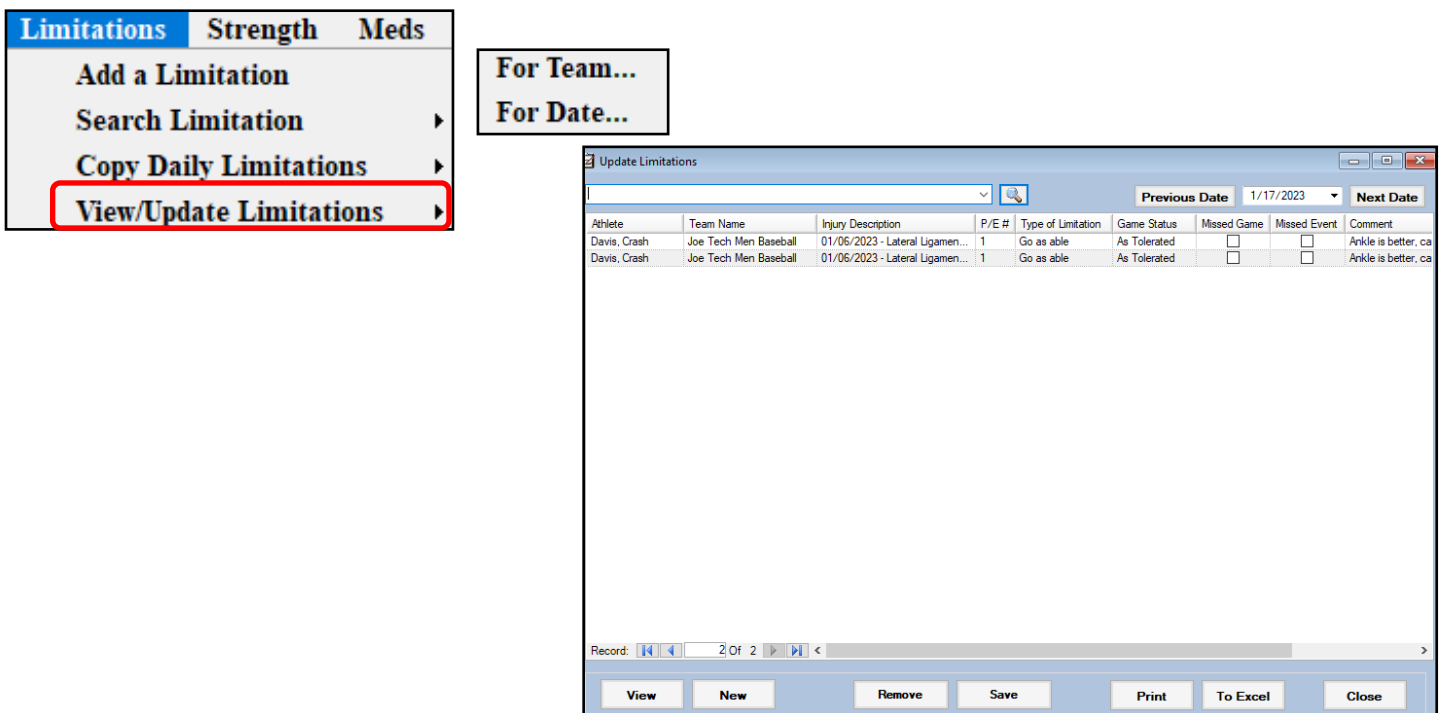 Limitations Strength Meds
Add a Limitation
Search Limitation
Copy Daily Limitations
View/Update Limitations
For Team...
For Date...
Update Limitations
Previous Date 1/17/2023 Next Date
Athlete Team Name Injury Description P/E # Type of Limitation Game Status Missed Game Missed Event Comment
Davis, Crash Joe Tech Men Baseball 01/06/2023 - Lateral Ligamen... 1 Go as able As Tolerated Ankle is better, ca
Davis, Crash Joe Tech Men Baseball 01/06/2023 - Lateral Ligamen... 1 Go as able As Tolerated Ankle is better, ca
Record: 2 Of 2
View New Remove Save Print To Excel Close